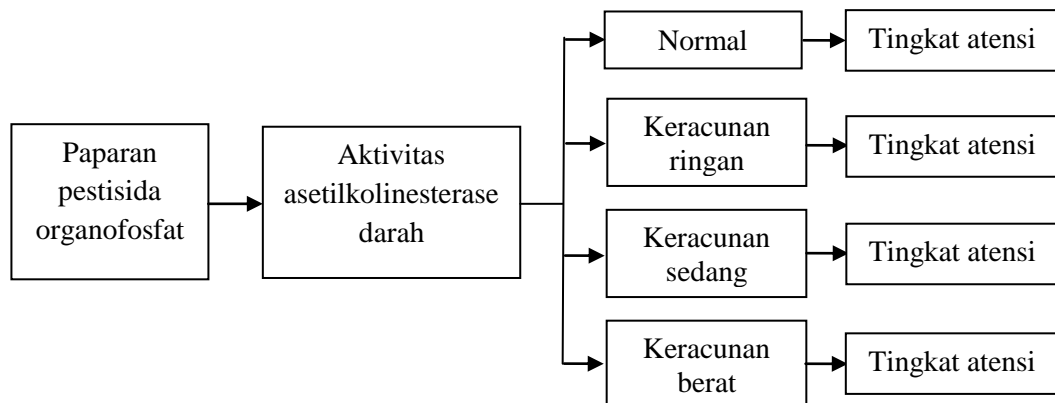 Paparan
pestisida
organofosfat
Aktivitas
asetilkolinesterase
darah
Normal
Tingkat atensi
Keracunan
ringan
Tingkat atensi
Keracunan
sedang
Tingkat atensi
Keracunan
berat
Tingkat atensi